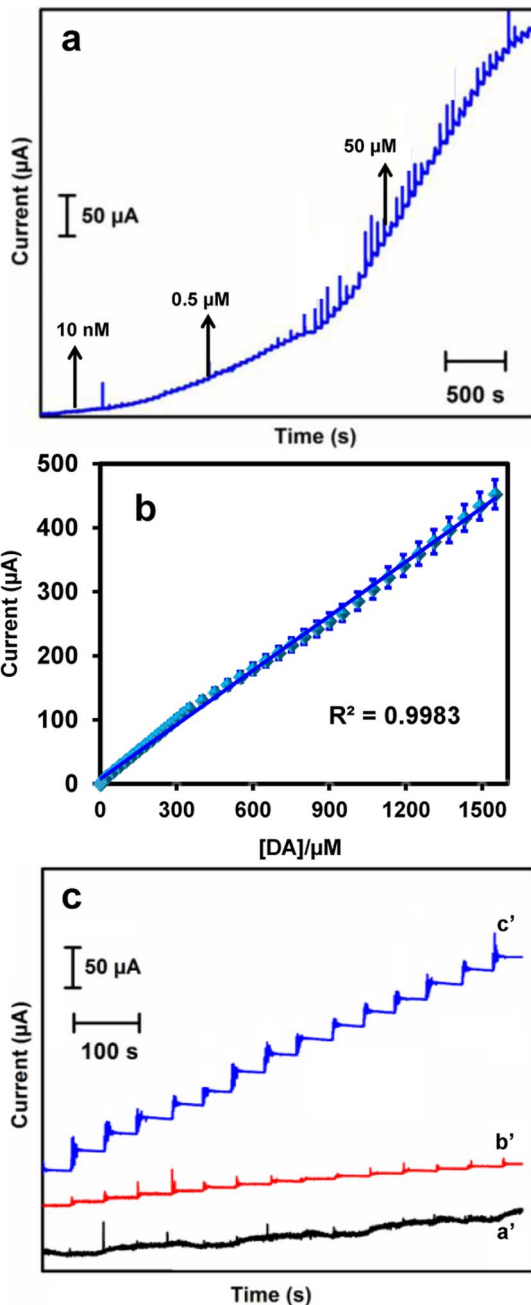 a
Current (µA)
50 µA
10 nM
0.5 µM
50 µM
500 s
Time (s)
b
Current (µA)
500
400
300
200
100
0
R² = 0.9983
0 300 600 900 1200 1500
[DA]/µM
c
Current (µA)
50 µA
100 s
c’
b’
a’
Time (s)